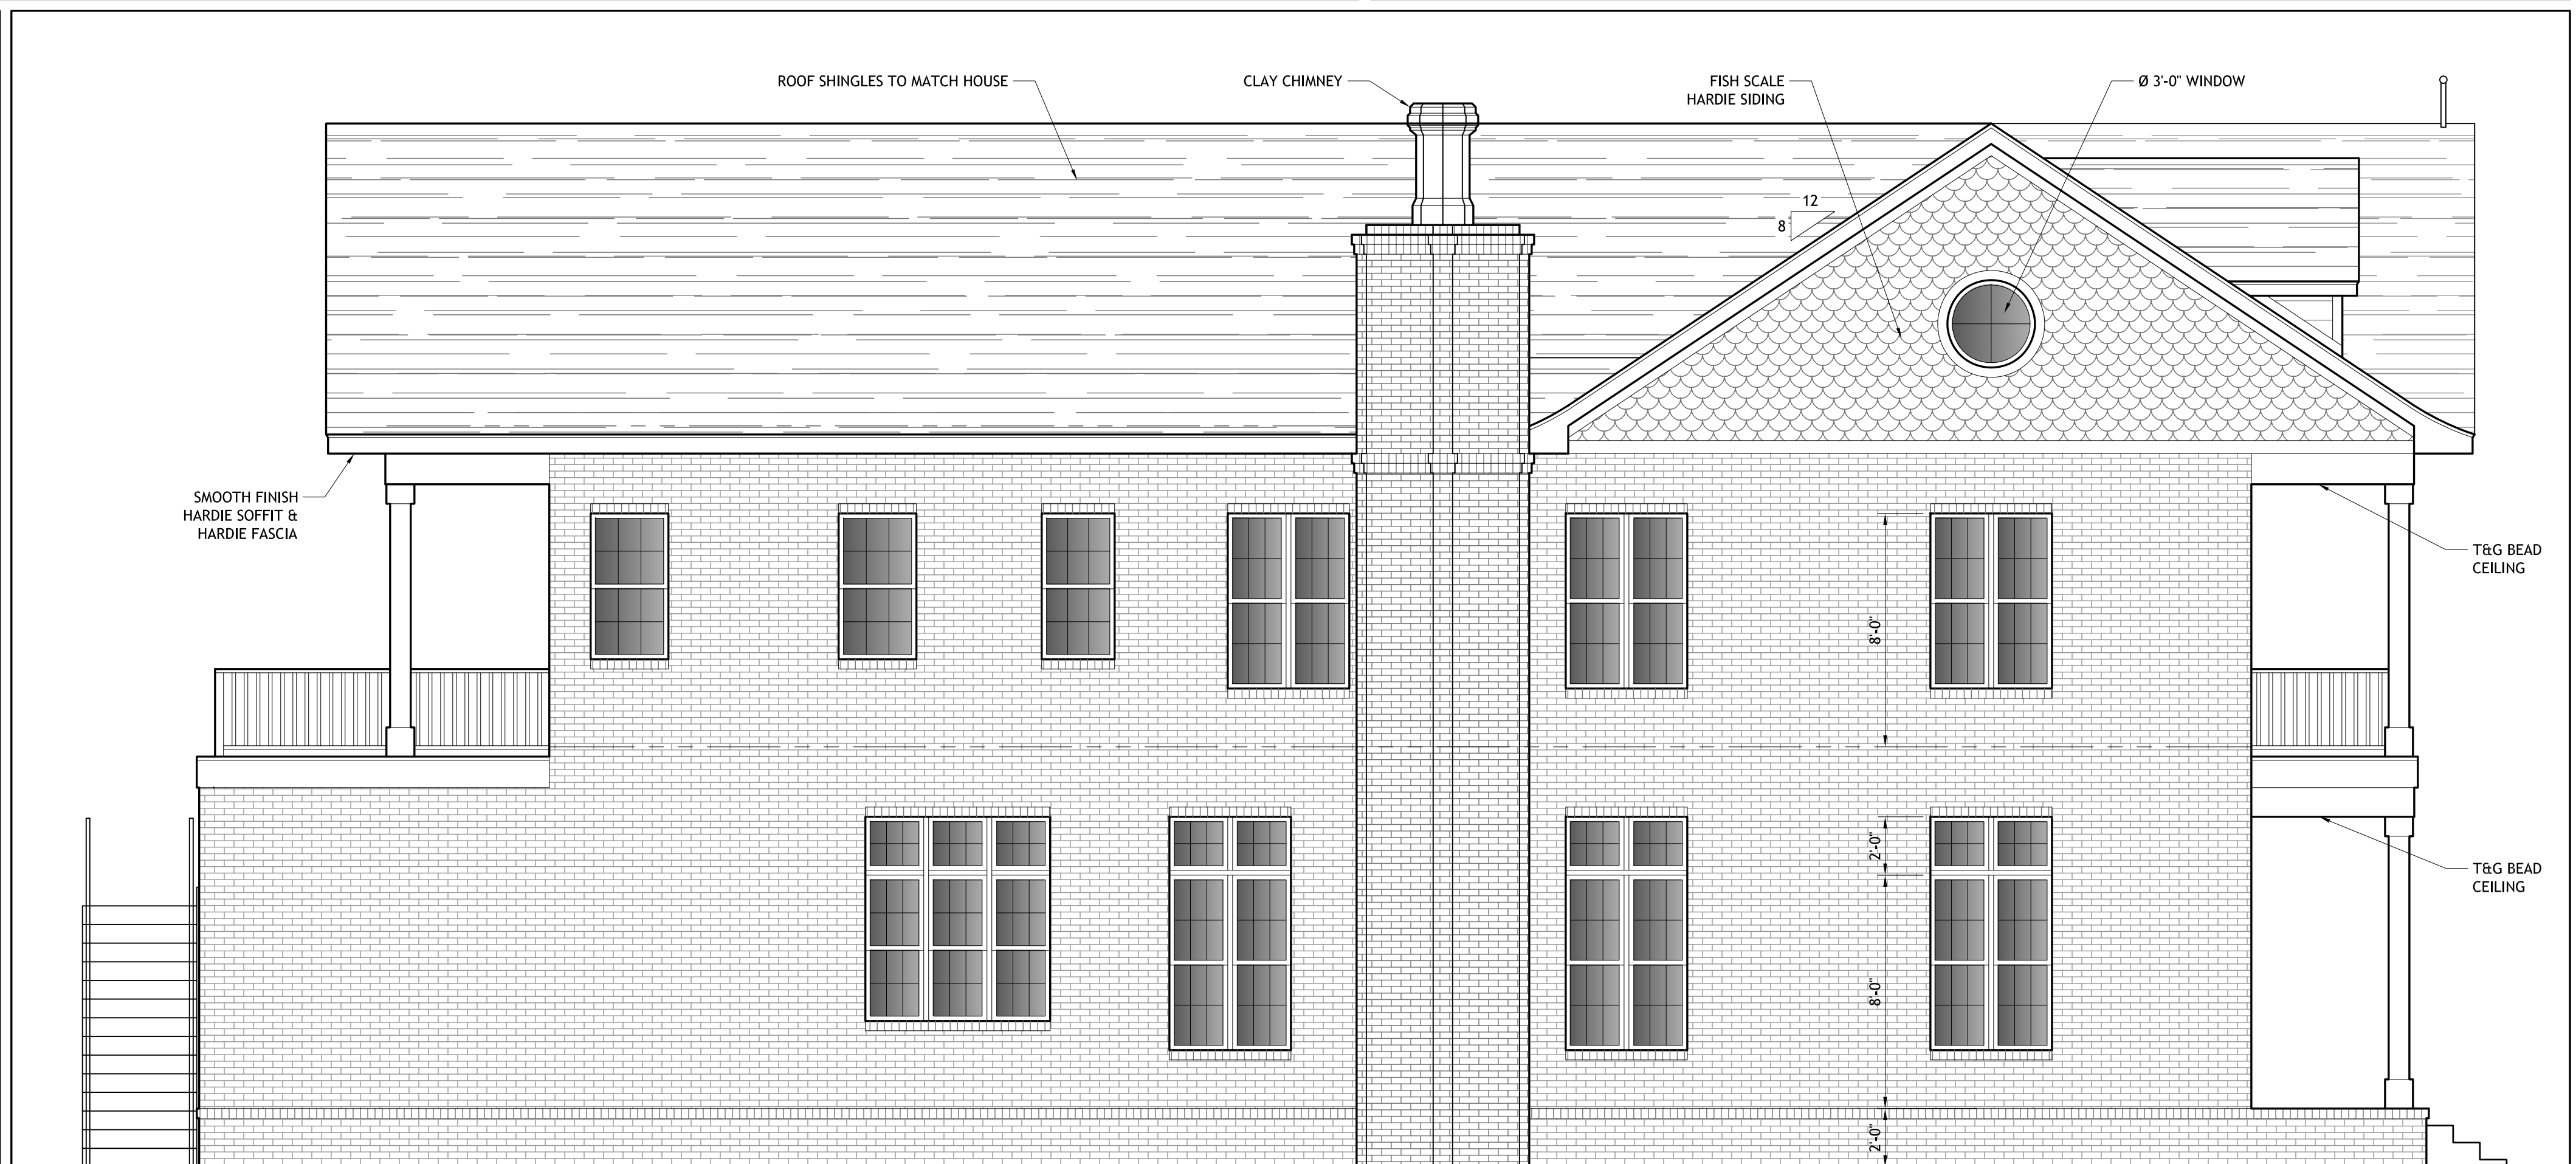 ROOF SHINGLES TO MATCH HOUSE
CLAY CHIMNEY
FISH SCALE
HARDIE SIDING
Ø 3'-0" WINDOW
12
8
SMOOTH FINISH
HARDIE SOFFIT &
HARDIE FASCIA
T&G BEAD
CEILING
8'-0"
2'-0"
T&G BEAD
CEILING
8'-0"
2'-0"